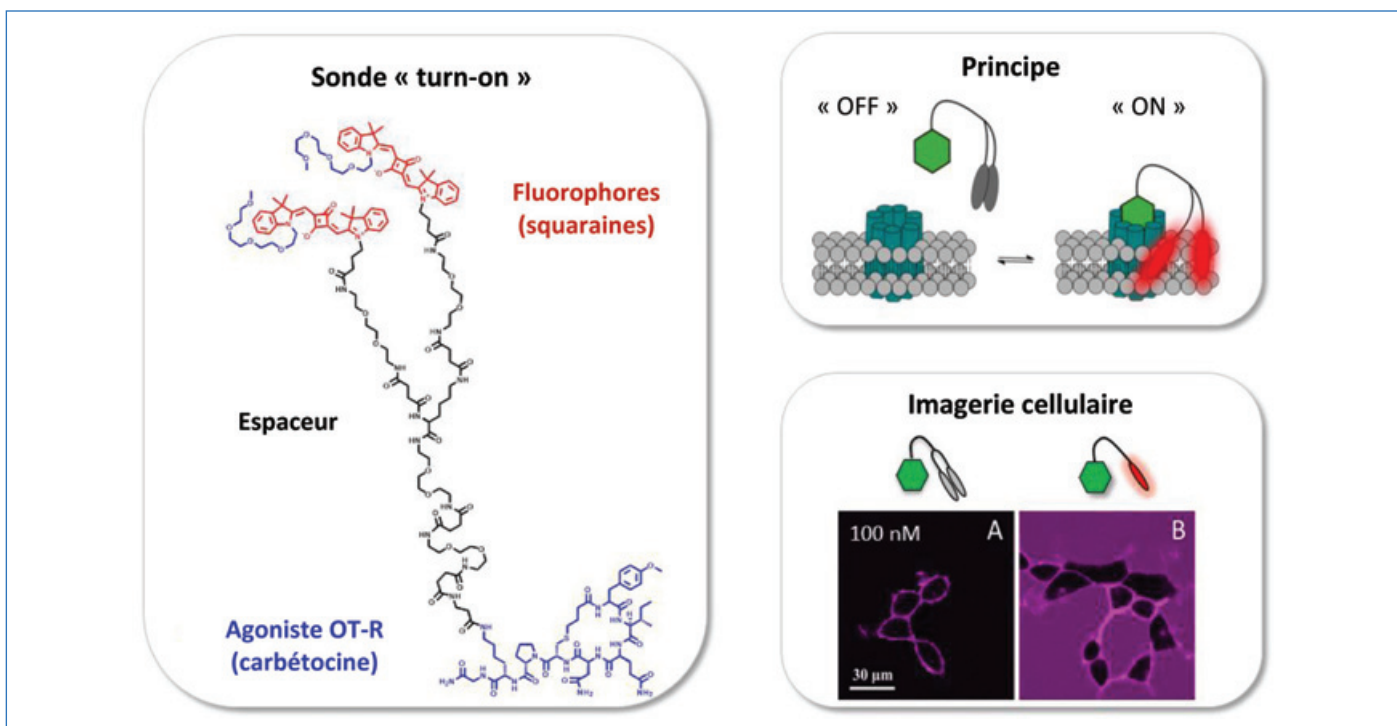 Sonde « turn-on »
Fluorophores
(squaraines)
Espaceur
Agoniste OT-R
(carbétocine)
Principe
« OFF »
« ON »
Imagerie cellulaire
100 nM
A
30 µm
B